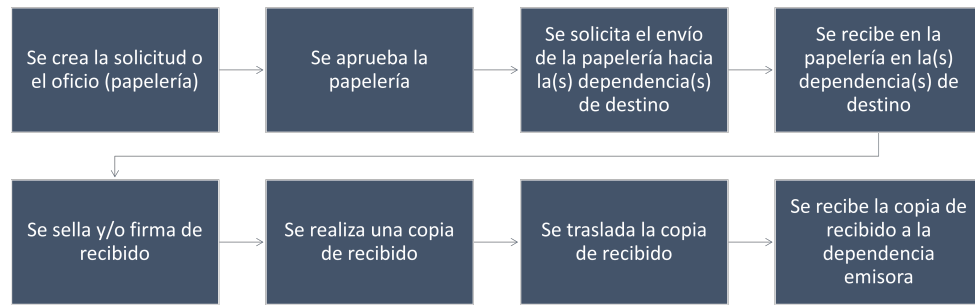 Se crea la solicitud o
el oficio (papelería)
Se aprueba la
papelería
Se solicita el envío
de la papelería hacia
la(s) dependencia(s)
de destino
Se recibe en la
papelería en la(s)
dependencia(s) de
destino
Se sella y/o firma de
recibido
Se realiza una copia
de recibido
Se traslada la copia
de recibido
Se recibe la copia de
recibido a la
dependencia
emisora